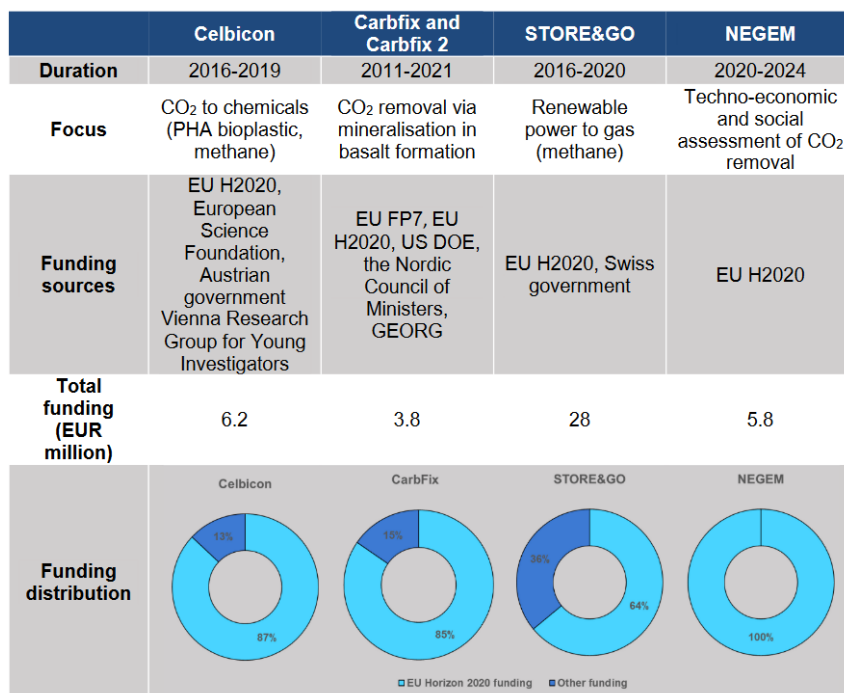 Celbicon
Carbfix and
Carbfix 2
STORE&GO
NEGEM
Duration
2016-2019
2011-2021
2016-2020
2020-2024
Focus
CO₂ to chemicals
(PHA bioplastic,
methane)
CO₂ removal via
mineralisation in
basalt formation
Renewable
power to gas
(methane)
Techno-economic
and social
assessment of CO₂
removal
Funding
sources
EU H2020,
European
Science
Foundation,
Austrian
government
Vienna Research
Group for Young
Investigators
EU FP7, EU
H2020, US DOE,
the Nordic
Council of
Ministers,
GEORG
EU H2020, Swiss
government
EU H2020
Total
funding
(EUR
million)
6.2
3.8
28
5.8
Funding
distribution
Celbicon
13%
87%
CarbFix
15%
85%
STORE&GO
36%
64%
NEGEM
100%
EU Horizon 2020 funding
Other funding